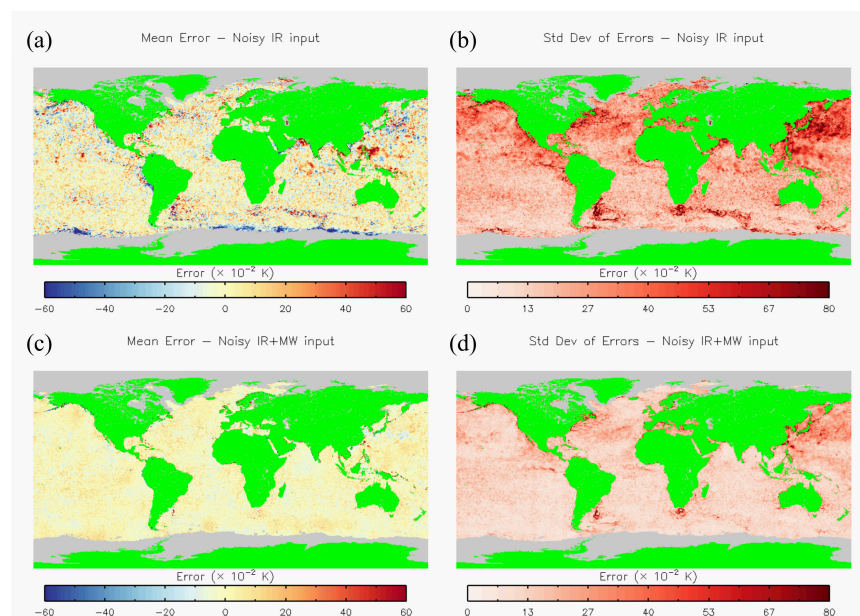 (a) Mean Error – Noisy IR input
(b) Std Dev of Errors – Noisy IR input
Error (× 10⁻² K)
−60 −40 −20 0 20 40 60
Error (× 10⁻² K)
0 13 27 40 53 67 80
(c) Mean Error – Noisy IR+MW input
(d) Std Dev of Errors – Noisy IR+MW input
Error (× 10⁻² K)
−60 −40 −20 0 20 40 60
Error (× 10⁻² K)
0 13 27 40 53 67 80